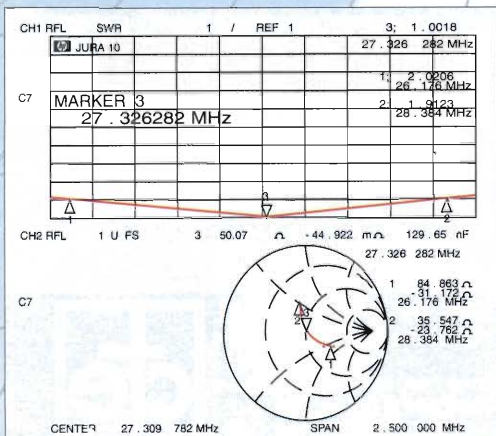 CH1 RFL SWR 1 / REF 1 3; 1.0018
hp JURA 10 27.326 282 MHz
1; 2.0206
26.176 MHz
C7
MARKER 3
27.326282 MHz
2: 1.9123
28.384 MHz
3
1 2
CH2 RFL 1 U FS 3 50.07 Ω -44.922 mΩ 129.65 nF
27.326 282 MHz
C7
1 84.863 Ω
-31.172 Ω
26.176 MHz
2 35.547 Ω
-23.762 Ω
28.384 MHz
CENTER 27.309 782 MHz SPAN 2.500 000 MHz